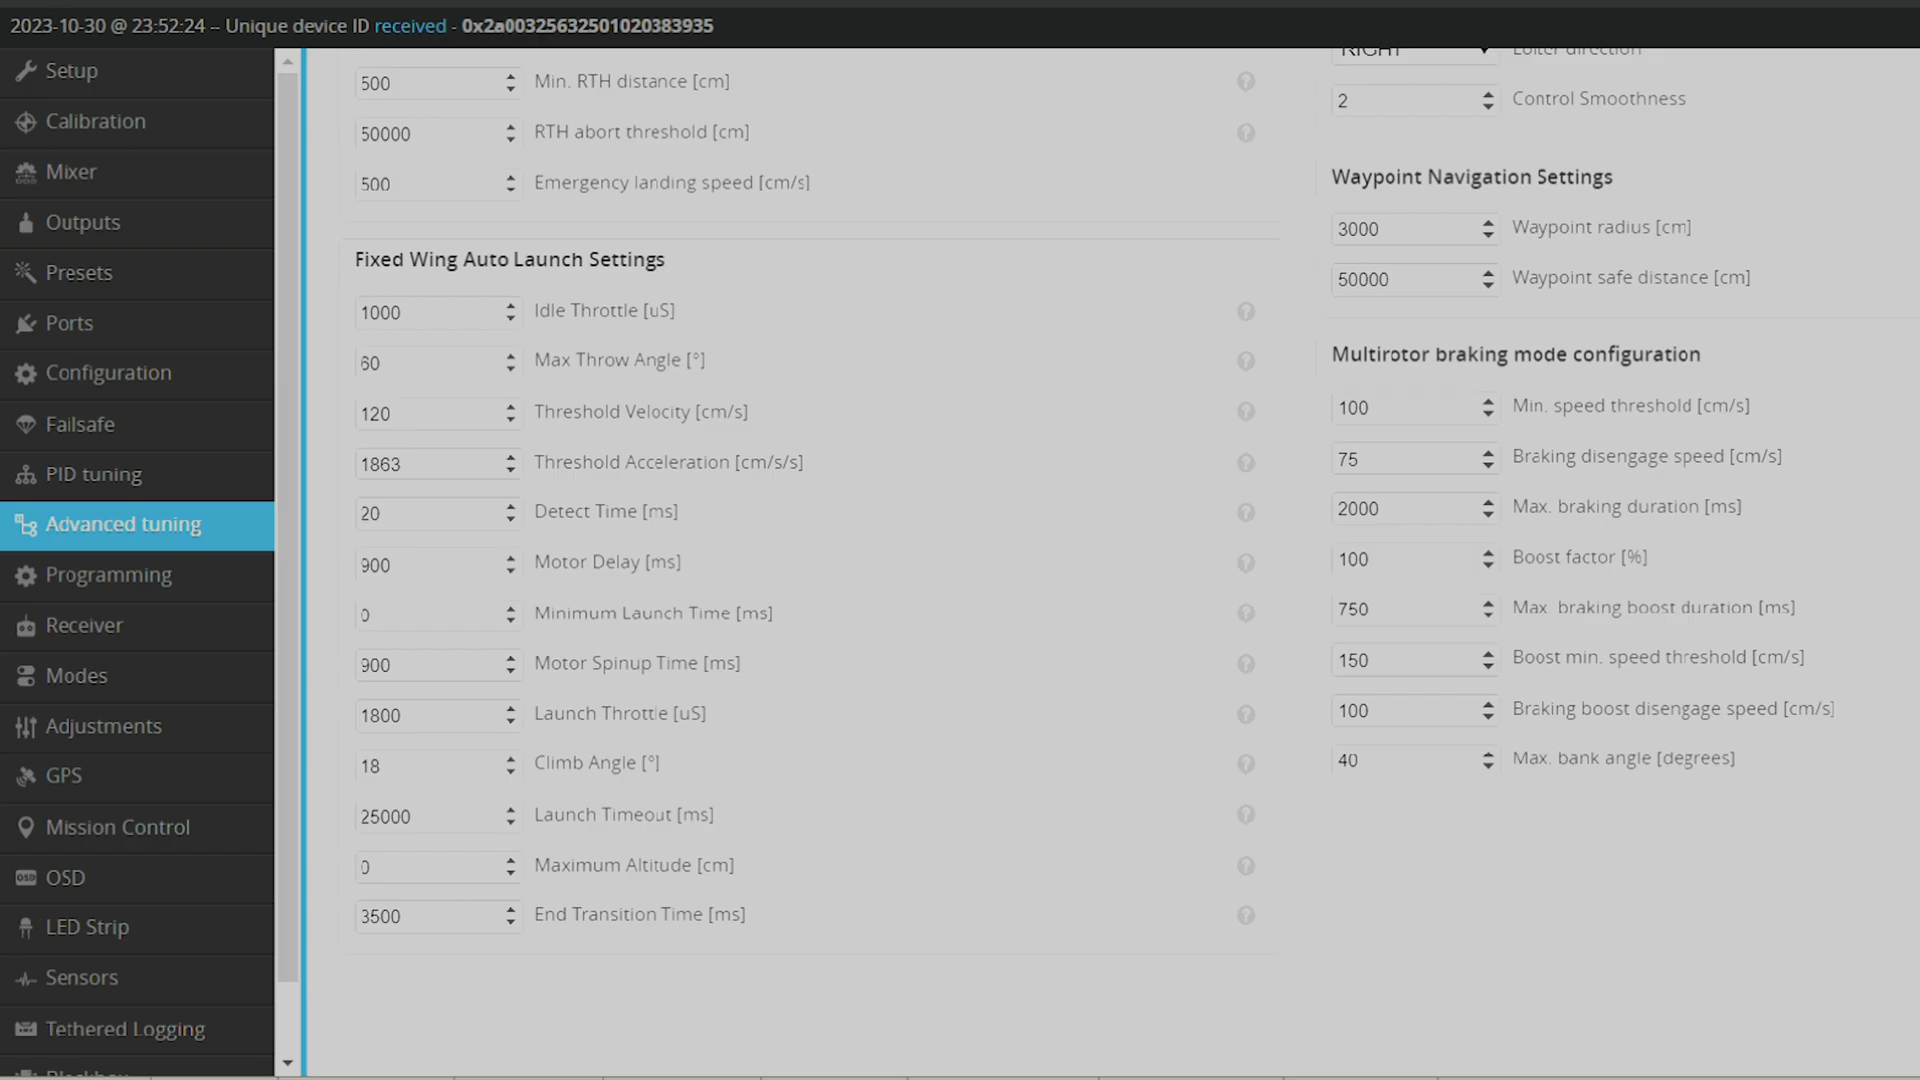 2023-10-30 @ 23:52:24 -- Unique device ID received - 0x2a00325632501020383935
Setup
Calibration
Mixer
Outputs
Presets
Ports
Configuration
Failsafe
PID tuning
Advanced tuning
Programming
Receiver
Modes
Adjustments
GPS
Mission Control
OSD
LED Strip
Sensors
Tethered Logging
Blackbox
500 Min. RTH distance [cm]
50000 RTH abort threshold [cm]
500 Emergency landing speed [cm/s]
Fixed Wing Auto Launch Settings
1000 Idle Throttle [uS]
60 Max Throw Angle [°]
120 Threshold Velocity [cm/s]
1863 Threshold Acceleration [cm/s/s]
20 Detect Time [ms]
900 Motor Delay [ms]
0 Minimum Launch Time [ms]
900 Motor Spinup Time [ms]
1800 Launch Throttle [uS]
18 Climb Angle [°]
25000 Launch Timeout [ms]
0 Maximum Altitude [cm]
3500 End Transition Time [ms]
RIGHT Loiter direction
2 Control Smoothness
Waypoint Navigation Settings
3000 Waypoint radius [cm]
50000 Waypoint safe distance [cm]
Multirotor braking mode configuration
100 Min. speed threshold [cm/s]
75 Braking disengage speed [cm/s]
2000 Max. braking duration [ms]
100 Boost factor [%]
750 Max. braking boost duration [ms]
150 Boost min. speed threshold [cm/s]
100 Braking boost disengage speed [cm/s]
40 Max. bank angle [degrees]